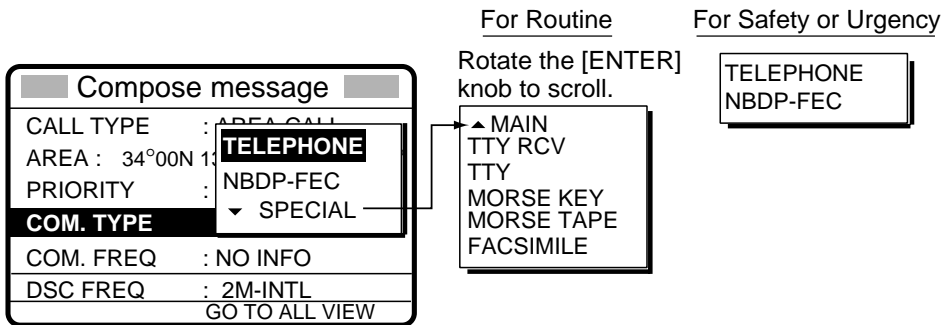 For Routine
For Safety or Urgency
Rotate the [ENTER]
knob to scroll.
Compose message
CALL TYPE : AREA CALL
AREA : 34°00N 1
PRIORITY :
COM. TYPE
COM. FREQ : NO INFO
DSC FREQ : 2M-INTL
GO TO ALL VIEW
TELEPHONE
NBDP-FEC
▼ SPECIAL
▲ MAIN
TTY RCV
TTY
MORSE KEY
MORSE TAPE
FACSIMILE
TELEPHONE
NBDP-FEC